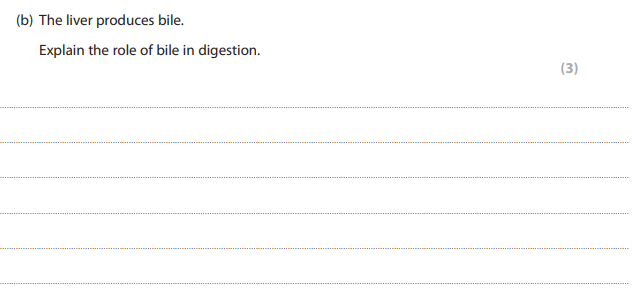 (b) The liver produces bile.
Explain the role of bile in digestion.
(3)